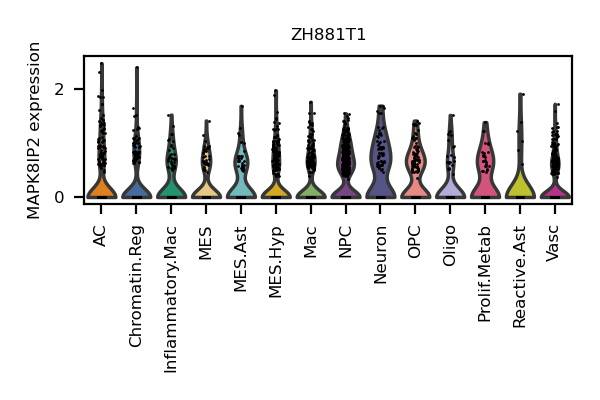 ZH881T1
MAPK8IP2 expression
2
0
AC
Chromatin.Reg
Inflammatory.Mac
MES
MES.Ast
MES.Hyp
Mac
NPC
Neuron
OPC
Oligo
Prolif.Metab
Reactive.Ast
Vasc